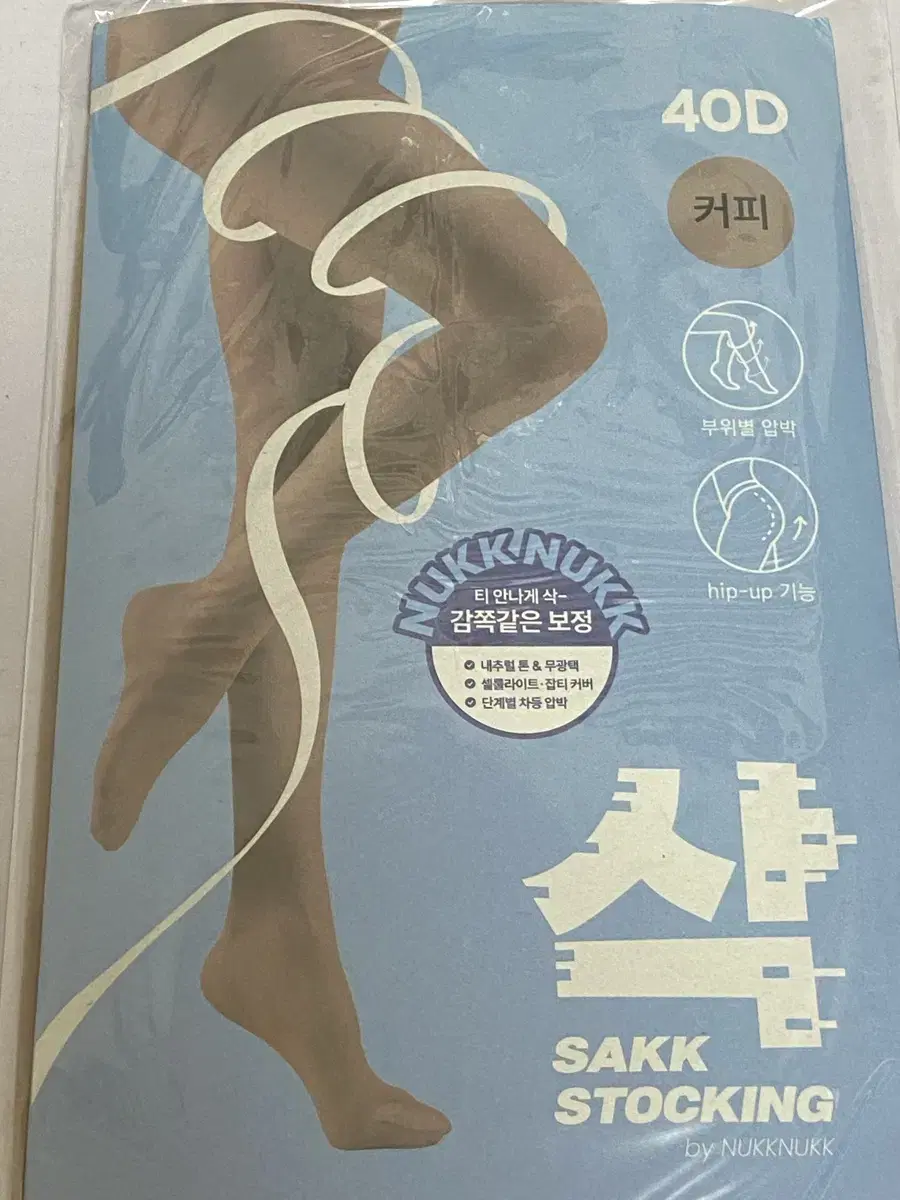 40D
커피
부위별 압박
hip-up 기능
NUKKNUKK
티 안나게 삭-
감쪽같은 보정
내추럴 톤 & 무광택
셀룰라이트·잡티 커버
단계별 차등 압박
삭
SAKK
STOCKING
by NUKKNUKK